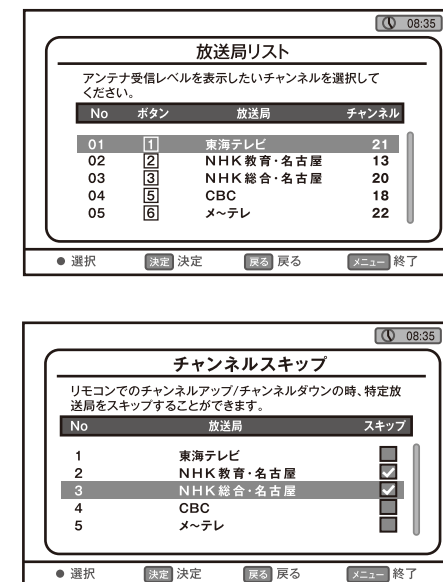 08:35
放送局リスト
アンテナ受信レベルを表示したいチャンネルを選択して
ください。
No ボタン 放送局 チャンネル
01 1 東海テレビ 21
02 2 NHK教育･名古屋 13
03 3 NHK総合･名古屋 20
04 5 CBC 18
05 6 メ~テレ 22
● 選択 決定 決定 戻る 戻る メニュー 終了
08:35
チャンネルスキップ
リモコンでのチャンネルアップ/チャンネルダウンの時、特定放
送局をスキップすることができます。
No 放送局 スキップ
1 東海テレビ
2 NHK教育･名古屋
3 NHK総合･名古屋
4 CBC
5 メ~テレ
● 選択 決定 決定 戻る 戻る メニュー 終了